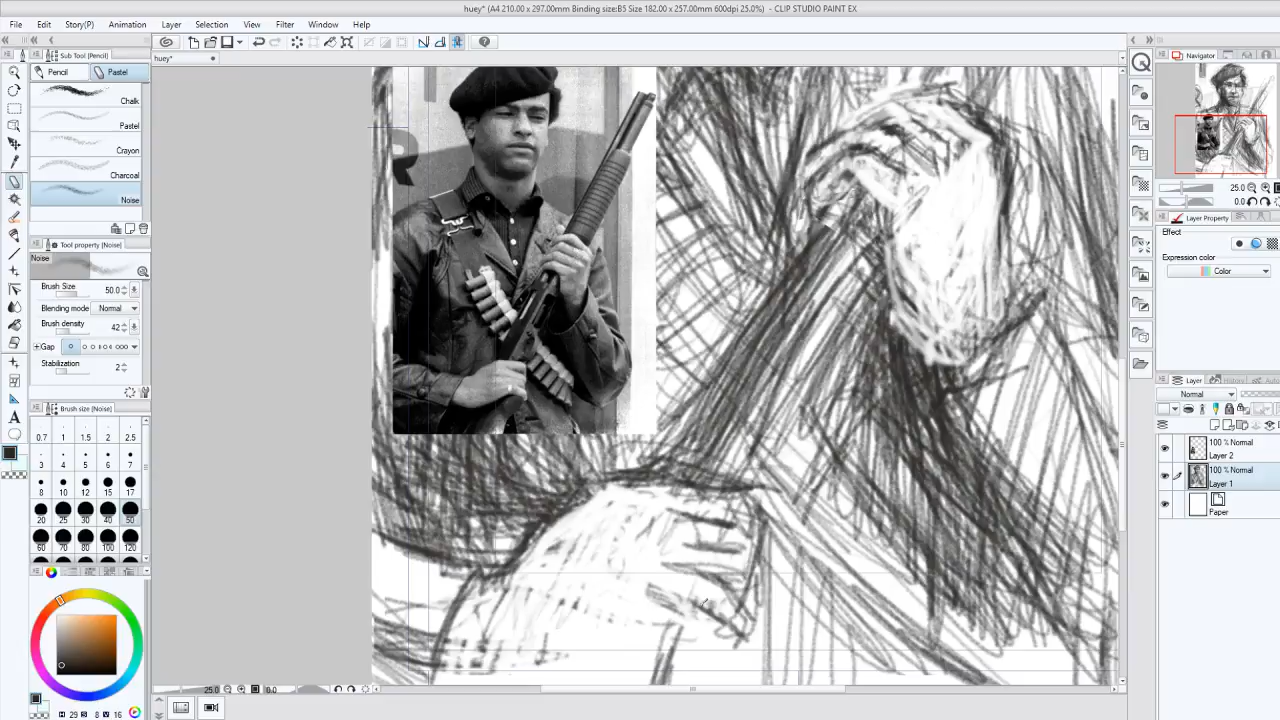 huey* (A4 210.00 x 297.00mm Binding size:B5 Size 182.00 x 257.00mm 600dpi 25.0%) - CLIP STUDIO PAINT EX
File Edit Story(P) Animation Layer Selection View Filter Window Help
huey*
Sub Tool [Pencil]
Pencil Pastel
Chalk
Pastel
Crayon
Charcoal
Noise
Tool property [Noise]
Noise
Brush Size 50.0
Blending mode Normal
Brush density 42
Gap
Stabilization 2
Brush size [Noise]
0.7 1 1.5 2 2.5
3 4 5 6 7
8 10 12 15 17
20 25 30 40 50
60 70 80 100 120
29 S 8 V 16
R
25.0 0.0
Navigator
25.0
0.0
Layer Property
Effect
Expression color
Color
Layer History Auto
Normal
100 % Normal
Layer 2
100 % Normal
Layer 1
Paper